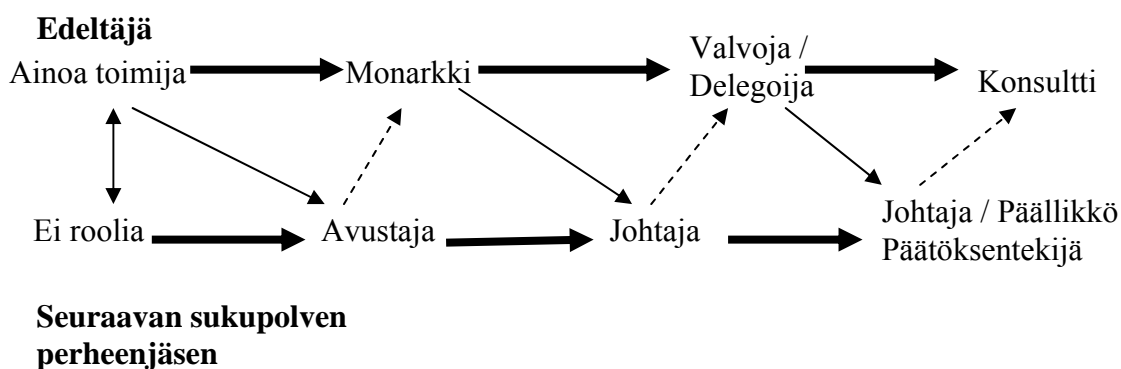 Edeltäjä
Ainoa toimija
Monarkki
Valvoja /
Delegoija
Konsultti
Ei roolia
Avustaja
Johtaja
Johtaja / Päällikkö
Päätöksentekijä
Seuraavan sukupolven
perheenjäsen